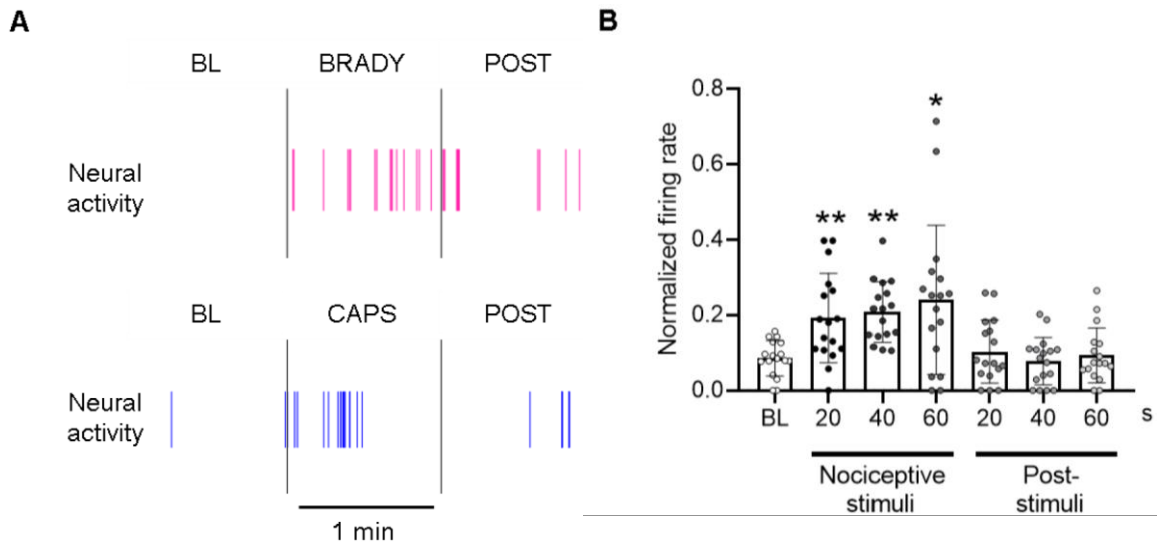 A
BL BRADY POST
Neural
activity
BL CAPS POST
Neural
activity
1 min
B
Normalized firing rate
0.8
0.6
0.4
0.2
0.0
* 
** **
BL 20 40 60 20 40 60 s
Nociceptive
stimuli
Post-
stimuli